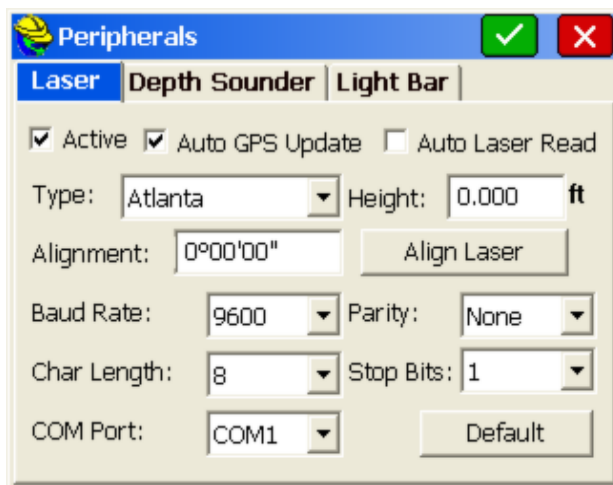 Peripherals
Laser Depth Sounder Light Bar
Active Auto GPS Update Auto Laser Read
Type: Atlanta Height: 0.000 ft
Alignment: 0º00'00" Align Laser
Baud Rate: 9600 Parity: None
Char Length: 8 Stop Bits: 1
COM Port: COM1 Default